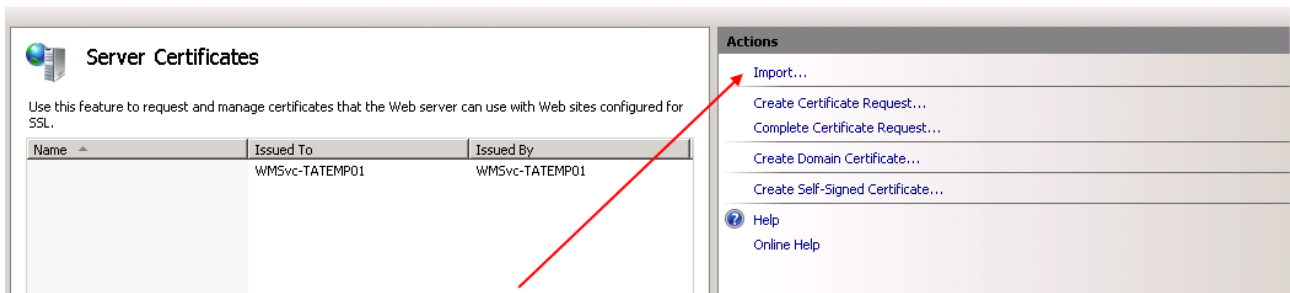 Server Certificates
Use this feature to request and manage certificates that the Web server can use with Web sites configured for
SSL.
Name Issued To Issued By
WMSvc-TATEMP01 WMSvc-TATEMP01
Actions
Import...
Create Certificate Request...
Complete Certificate Request...
Create Domain Certificate...
Create Self-Signed Certificate...
Help
Online Help